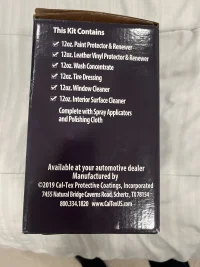 This Kit Contains
✓ 12oz. Paint Protector & Renewer
✓ 12oz. Leather/Vinyl Protector & Renewer
✓ 12oz. Wash Concentrate
✓ 12oz. Tire Dressing
✓ 12oz. Window Cleaner
✓ 12oz. Interior Surface Cleaner
Complete with Spray Applicators
and Polishing Cloth
Available at your automotive dealer
Manufactured by
©2019 Cal-Tex Protective Coatings, Incorporated
7455 Natural Bridge Caverns Road, Schertz, TX 78154
800.334.1820 www.CalTexUS.com